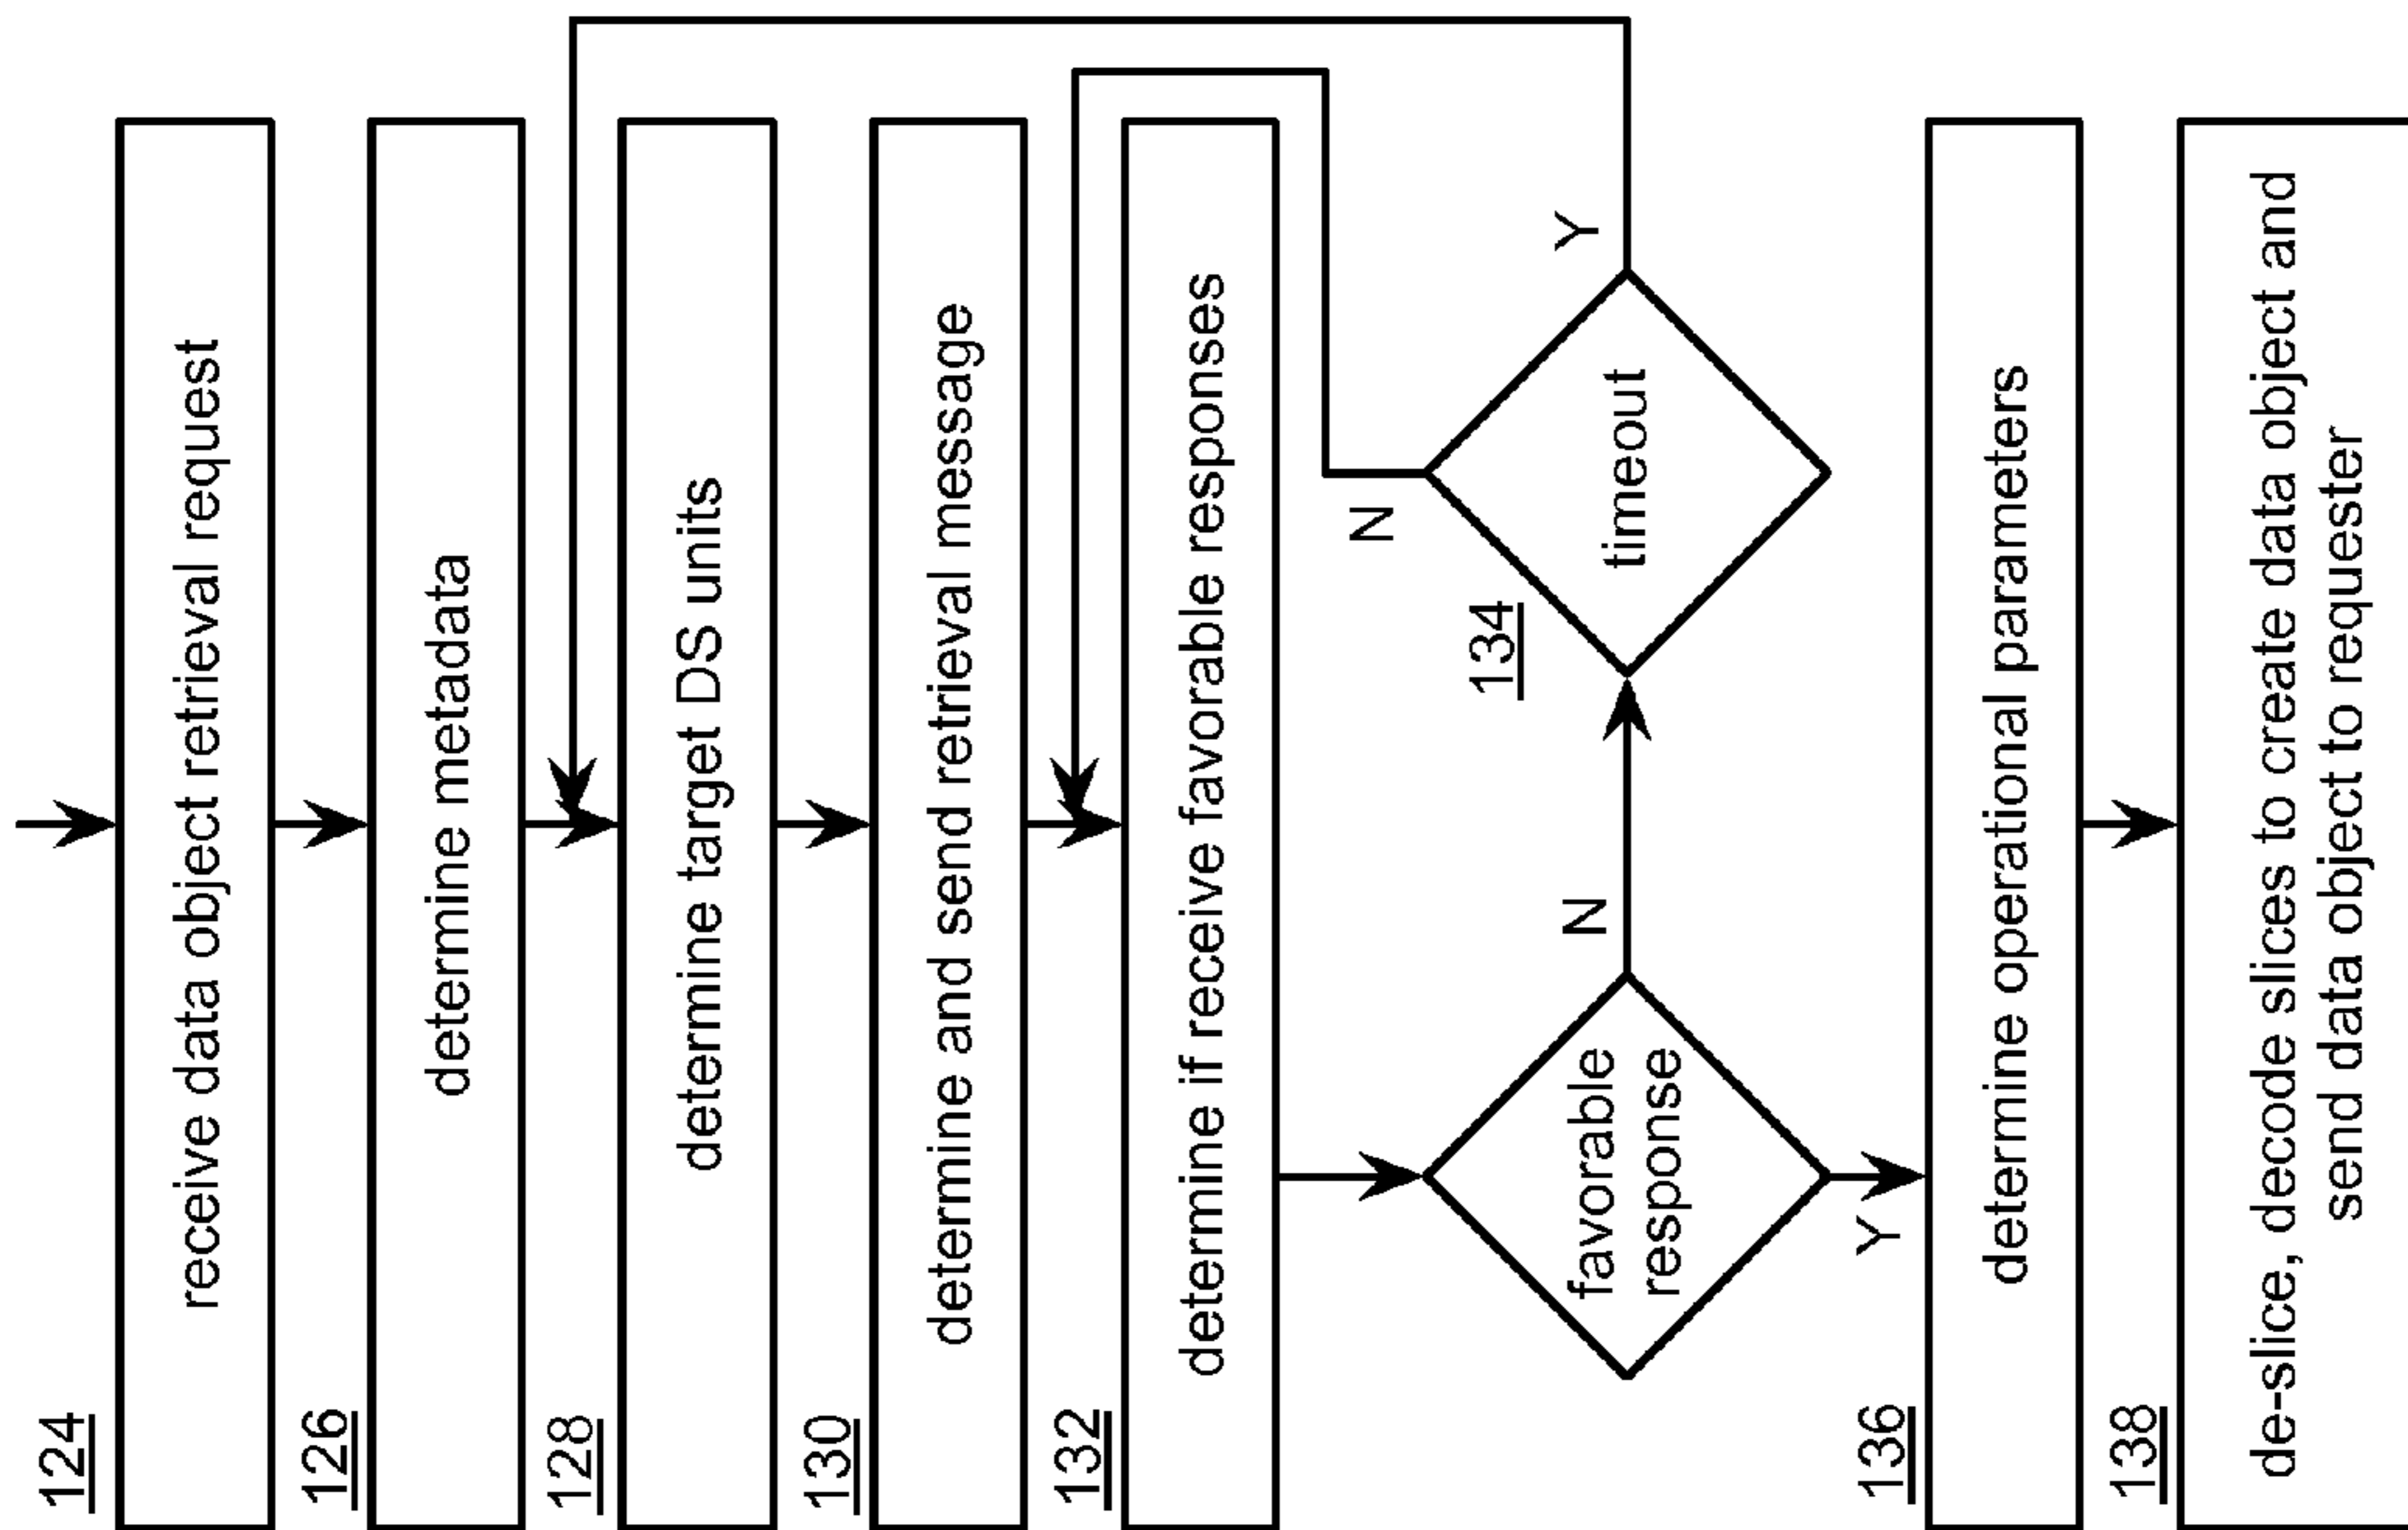 124
receive data object retrieval request
126
determine metadata
128
determine target DS units
130
determine and send retrieval message
132
determine if receive favorable responses
favorable
response
N
Y
134
timeout
N
Y
136
determine operational parameters
138
de-slice, decode slices to create data object and
send data object to requester